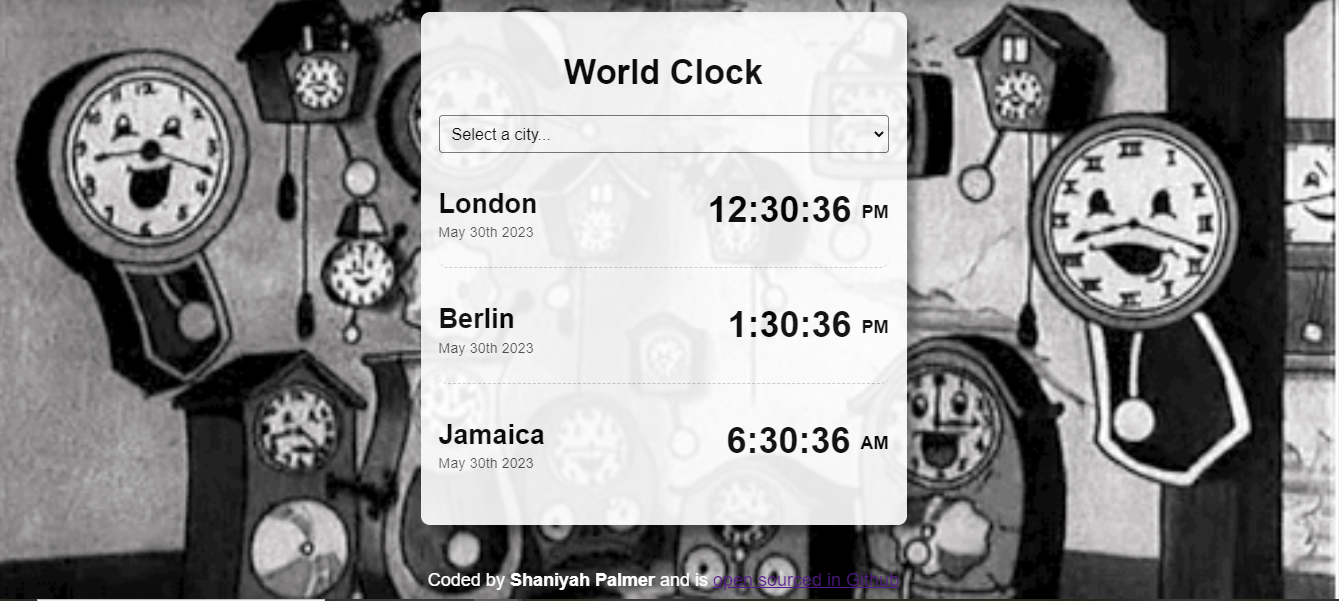 World Clock
Select a city...
London
12:30:36 PM
May 30th 2023
Berlin
1:30:36 PM
May 30th 2023
Jamaica
6:30:36 AM
May 30th 2023
Coded by Shaniyah Palmer and is open sourced in GitHub